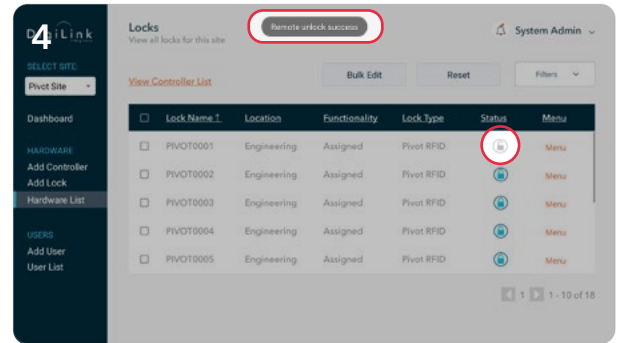 4
DigiLink
Locks
View all locks for this site
Remote unlock success
System Admin
SELECT SITE:
Pivot Site
View Controller List
Bulk Edit
Reset
Filters
Dashboard
HARDWARE
Add Controller
Add Lock
Hardware List
USERS
Add User
User List
Lock Name ↑ Location Functionality Lock Type Status Menu
PIVOT0001 Engineering Assigned Pivot RFID Menu
PIVOT0002 Engineering Assigned Pivot RFID Menu
PIVOT0003 Engineering Assigned Pivot RFID Menu
PIVOT0004 Engineering Assigned Pivot RFID Menu
PIVOT0005 Engineering Assigned Pivot RFID Menu
1 1 - 10 of 18